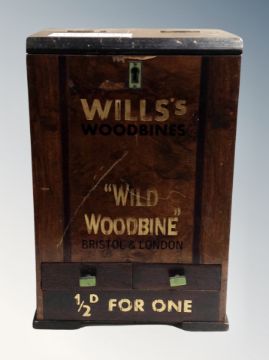 WILLS'S
WOODBINES
"WILD
WOODBINE"
BRISTOL & LONDON
1/2D FOR ONE